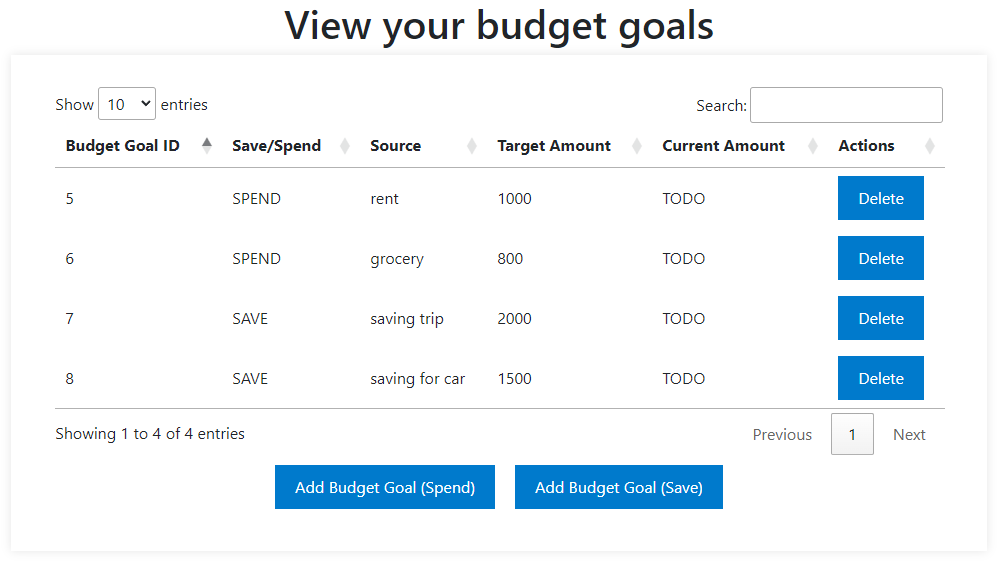 View your budget goals
Show 10 entries Search:
Budget Goal ID Save/Spend Source Target Amount Current Amount Actions
5 SPEND rent 1000 TODO Delete
6 SPEND grocery 800 TODO Delete
7 SAVE saving trip 2000 TODO Delete
8 SAVE saving for car 1500 TODO Delete
Showing 1 to 4 of 4 entries Previous 1 Next
Add Budget Goal (Spend) Add Budget Goal (Save)